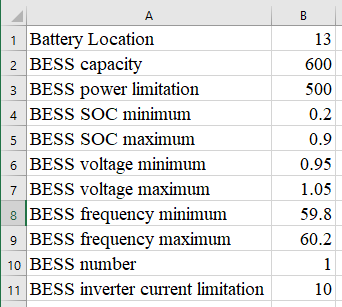 A B
1 Battery Location 13
2 BESS capacity 600
3 BESS power limitation 500
4 BESS SOC minimum 0.2
5 BESS SOC maximum 0.9
6 BESS voltage minimum 0.95
7 BESS voltage maximum 1.05
8 BESS frequency minimum 59.8
9 BESS frequency maximum 60.2
10 BESS number 1
11 BESS inverter current limitation 10